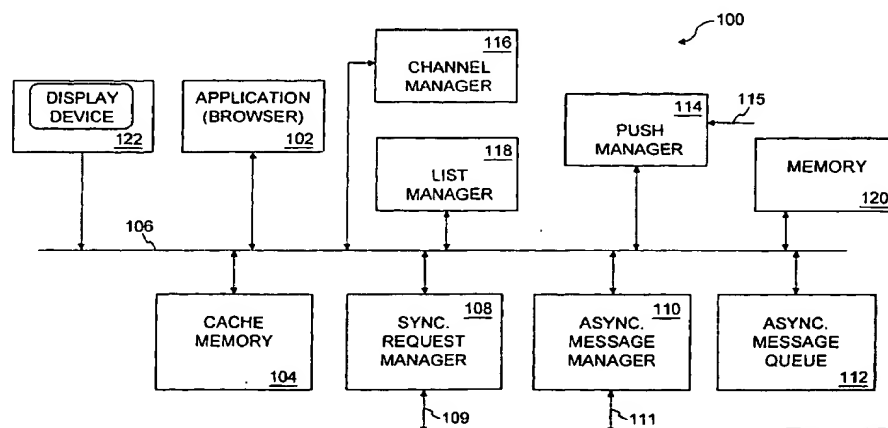 100
116
CHANNEL
MANAGER
DISPLAY
DEVICE
122
APPLICATION
(BROWSER)
102
114
PUSH
MANAGER
115
118
LIST
MANAGER
MEMORY
120
106
CACHE
MEMORY
104
SYNC.
REQUEST
MANAGER
108
ASYNC.
MESSAGE
MANAGER
110
ASYNC.
MESSAGE
QUEUE
112
109
111